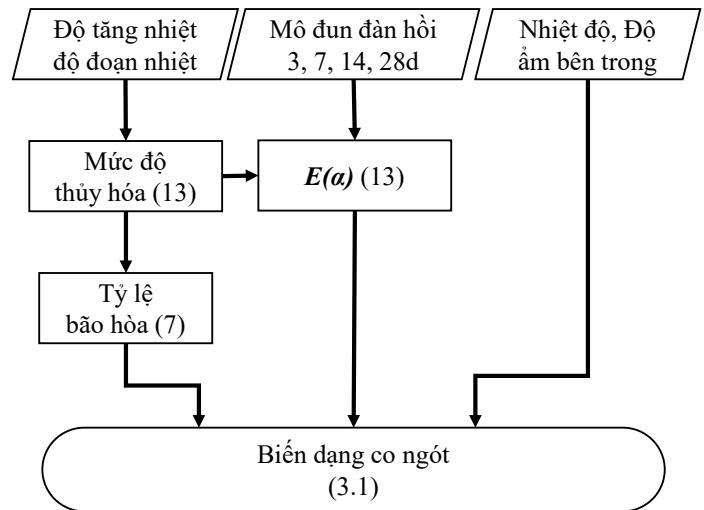 Độ tăng nhiệt
độ đoạn nhiệt
Mô đun đàn hồi
3, 7, 14, 28d
Nhiệt độ, Độ
ẩm bên trong
Mức độ
thủy hóa (13)
E(α) (13)
Tỷ lệ
bão hòa (7)
Biến dạng co ngót
(3.1)